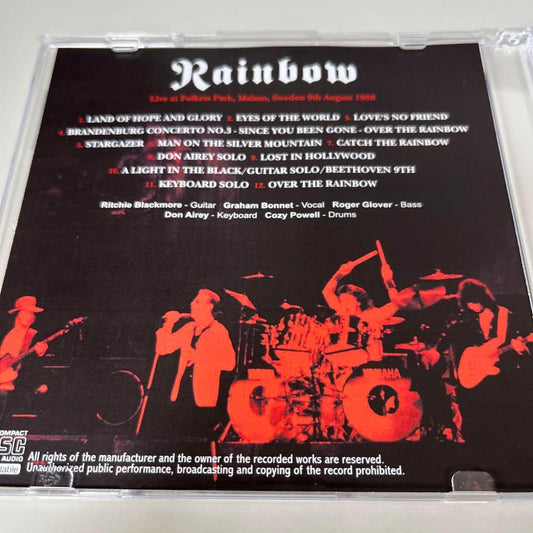 Rainbow
Live at Folkets Park, Malmo, Sweden 9th August 1980
1. LAND OF HOPE AND GLORY 2. EYES OF THE WORLD 3. LOVE'S NO FRIEND
4. BRANDENBURG CONCERTO NO.3 - SINCE YOU BEEN GONE - OVER THE RAINBOW
5. STARGAZER MAN ON THE SILVER MOUNTAIN 7. CATCH THE RAINBOW
8. DON AIREY SOLO 9. LOST IN HOLLYWOOD
10. A LIGHT IN THE BLACK/GUITAR SOLO/BEETHOVEN 9TH
11. KEYBOARD SOLO 12. OVER THE RAINBOW
Ritchie Blackmore - Guitar Graham Bonnet - Vocal Roger Glover - Bass
Don Airey - Keyboard Cozy Powell - Drums
YAMAHA
COMPACT
DISC
AUDIO
All rights of the manufacturer and the owner of the recorded works are reserved.
Unauthorized public performance, broadcasting and copying of the record prohibited.